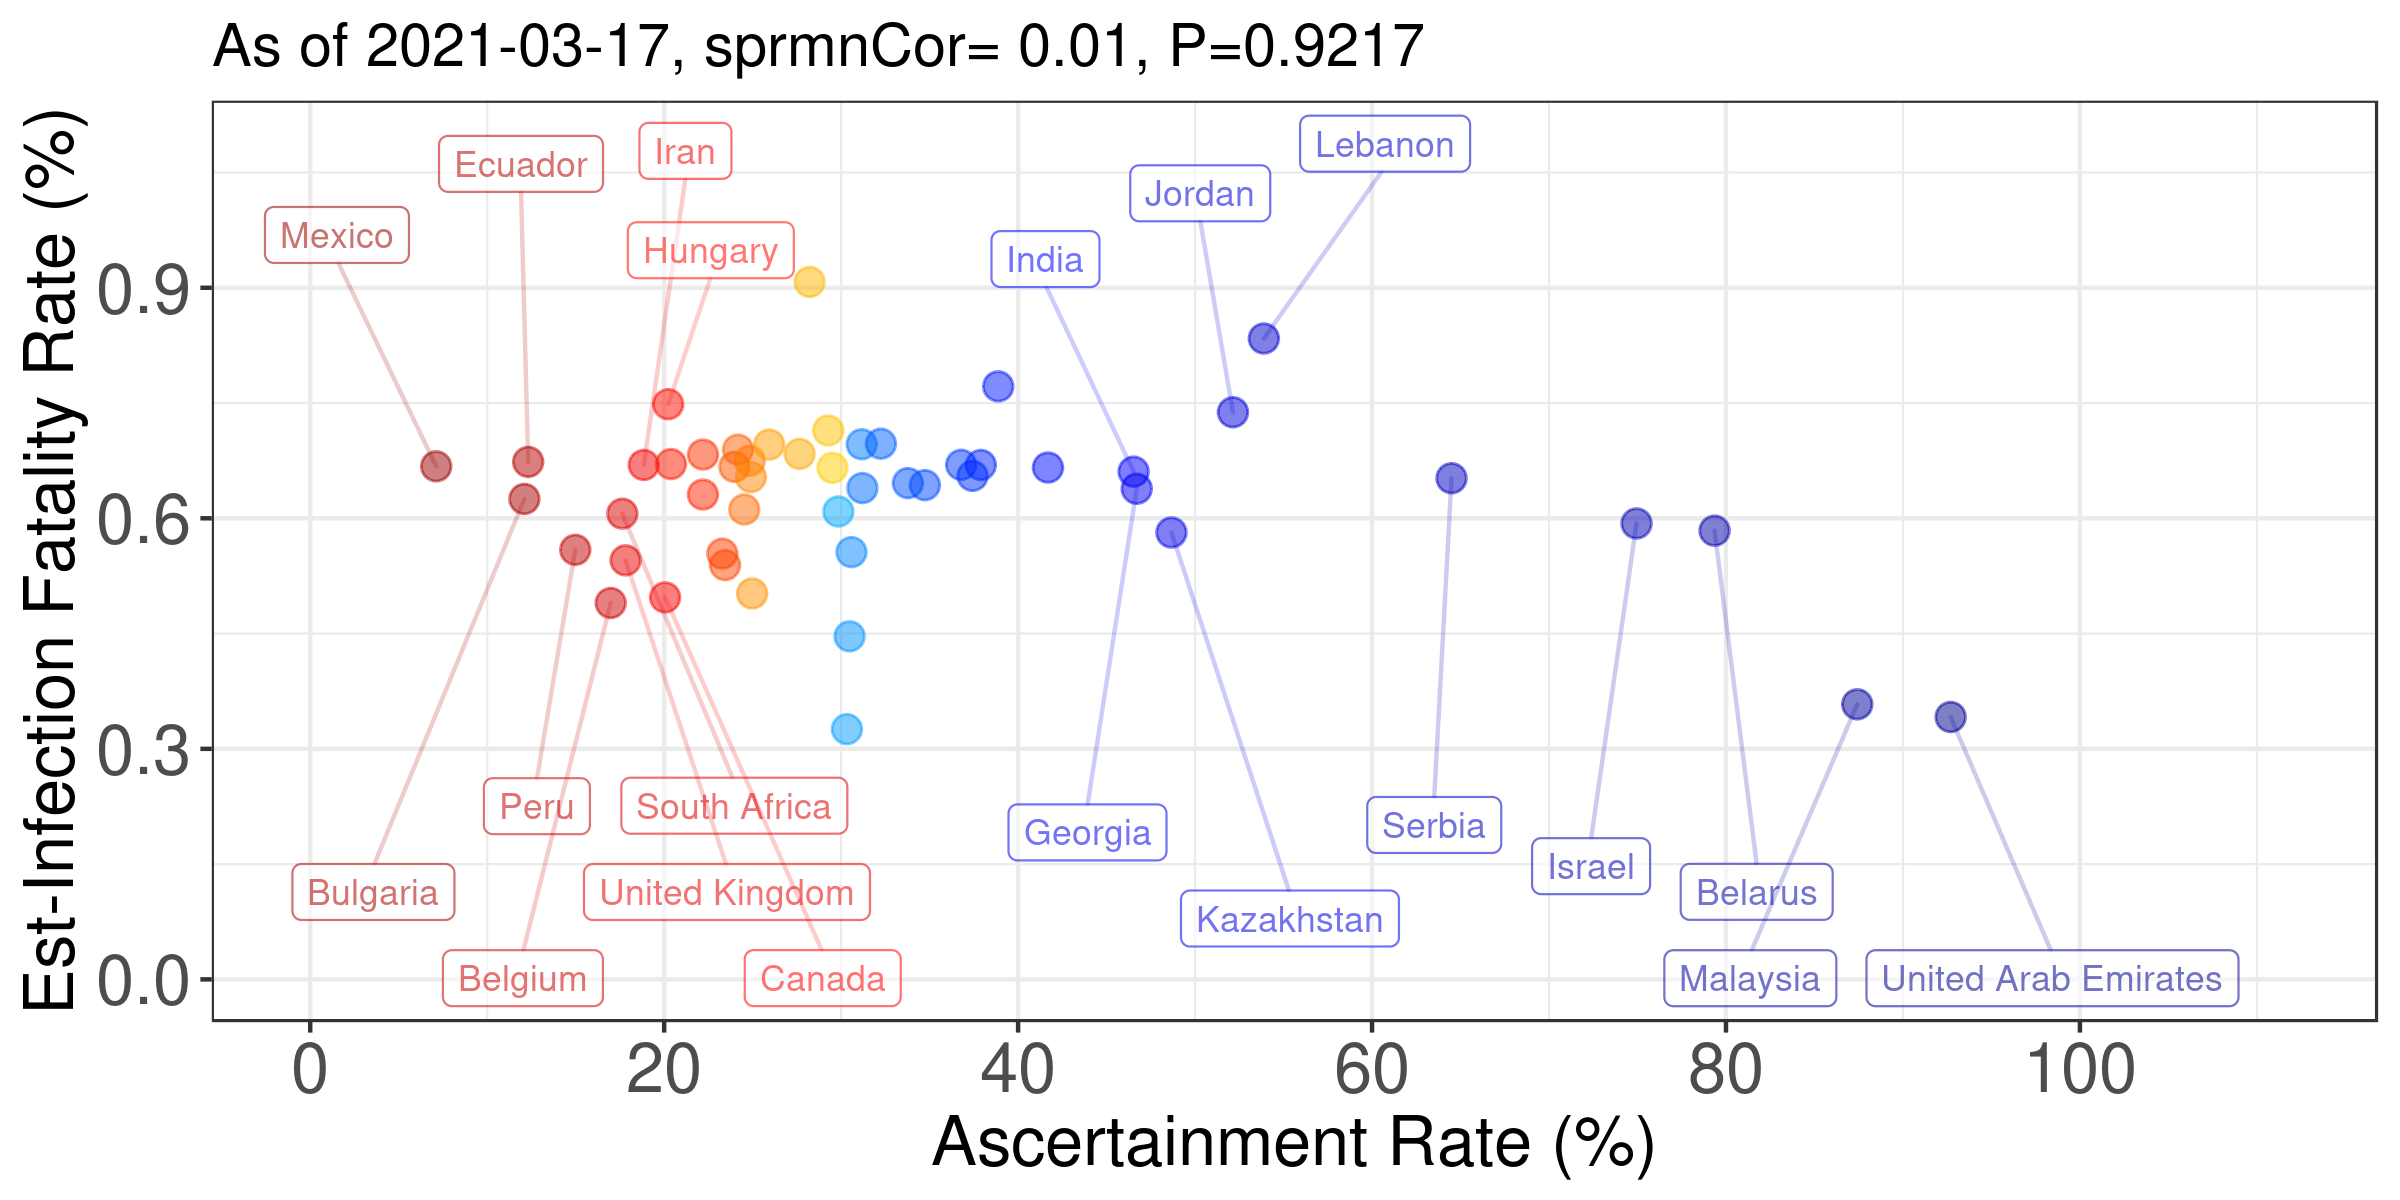 As of 2021-03-17, sprmnCor= 0.01, P=0.9217
Est-Infection Fatality Rate (%)
0.9
0.6
0.3
0.0
Lebanon
Iran
Ecuador
Jordan
Mexico
Hungary
India
Peru
South Africa
Serbia
Georgia
Israel
Bulgaria
United Kingdom
Belarus
Kazakhstan
Belgium
Canada
Malaysia
United Arab Emirates
0
20
40
60
80
100
Ascertainment Rate (%)